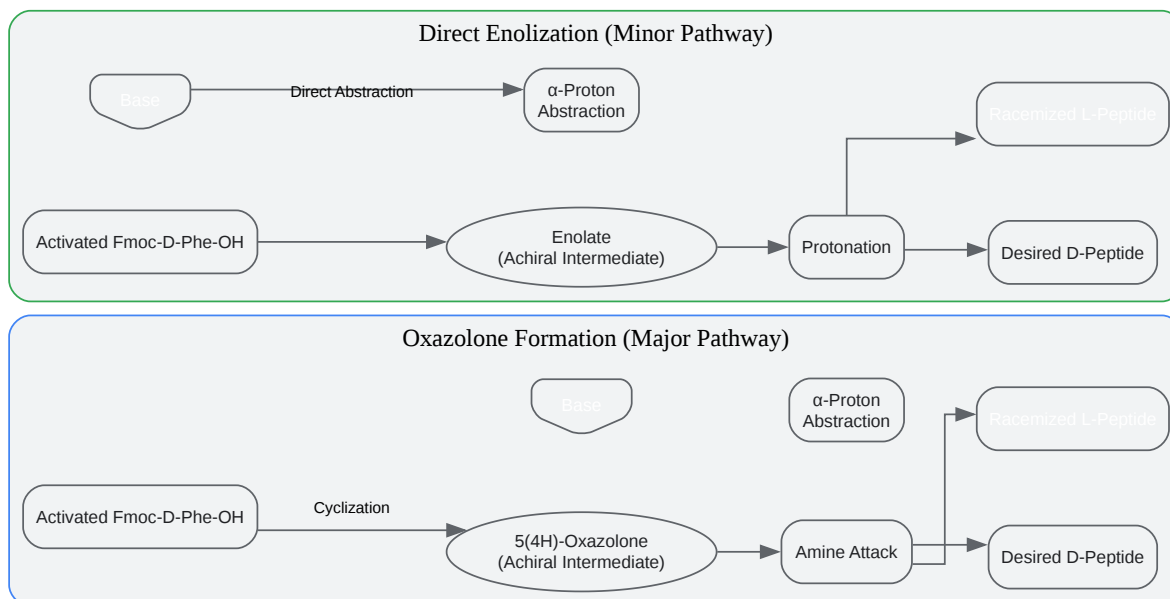 Direct Enolization (Minor Pathway)
Base
Direct Abstraction
α-Proton
Abstraction
Racemized L-Peptide
Activated Fmoc-D-Phe-OH
Enolate
(Achiral Intermediate)
Protonation
Desired D-Peptide
Oxazolone Formation (Major Pathway)
Base
α-Proton
Abstraction
Racemized L-Peptide
Activated Fmoc-D-Phe-OH
Cyclization
5(4H)-Oxazolone
(Achiral Intermediate)
Amine Attack
Desired D-Peptide